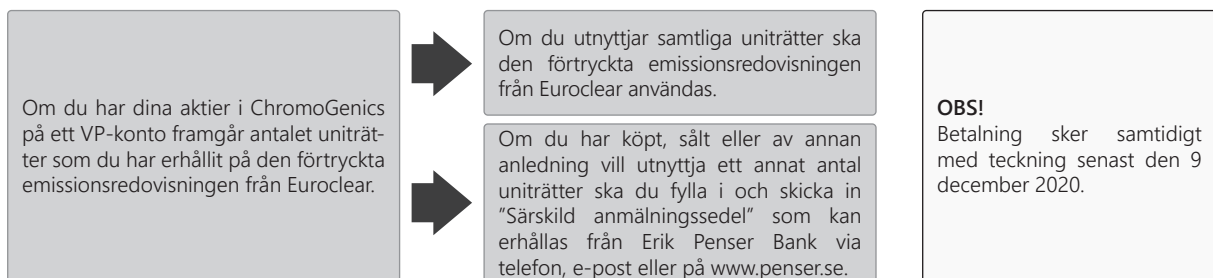 Om du har dina aktier i ChromoGenics
på ett VP-konto framgår antalet uniträt-
ter som du har erhållit på den förtryckta
emissionsredovisningen från Euroclear.
Om du utnyttjar samtliga uniträtter ska
den förtryckta emissionsredovisningen
från Euroclear användas.
Om du har köpt, sålt eller av annan
anledning vill utnyttja ett annat antal
uniträtter ska du fylla i och skicka in
”Särskild anmälningssedel” som kan
erhållas från Erik Penser Bank via
telefon, e-post eller på www.penser.se.
OBS!
Betalning sker samtidigt
med teckning senast den 9
december 2020.